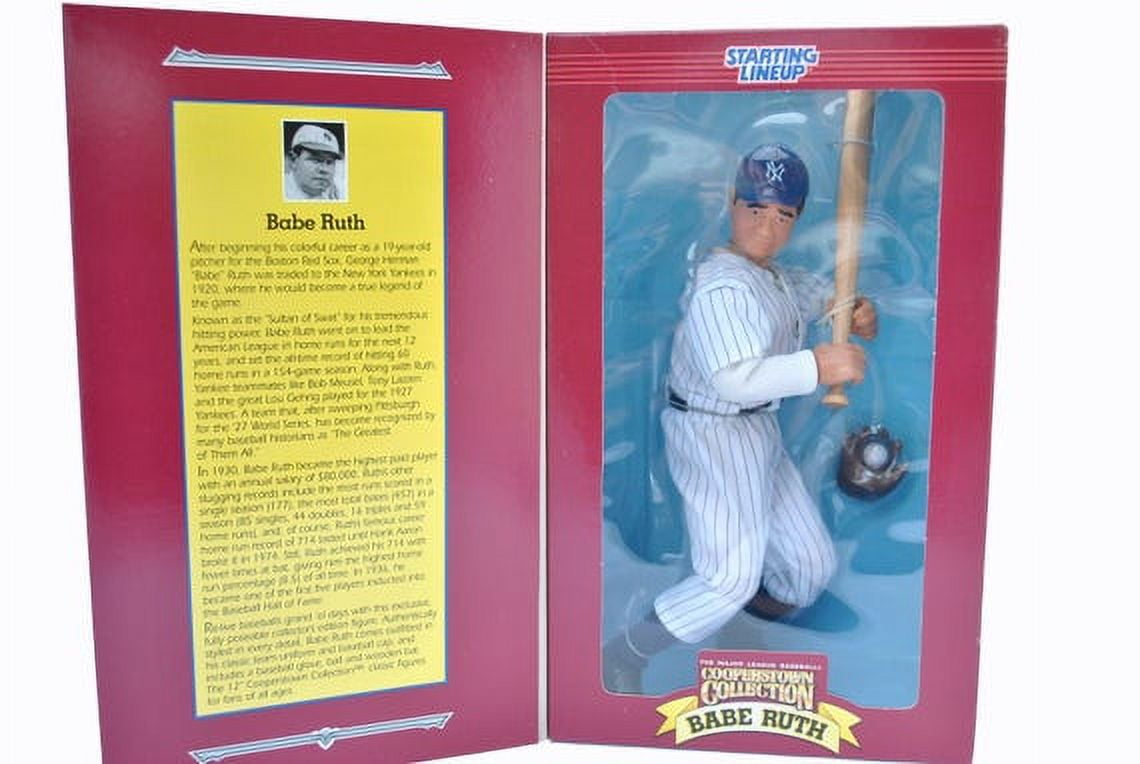 Babe Ruth
After beginning his colorful career as a 19-year-old
pitcher for the Boston Red Sox, George Herman
"Babe" Ruth was traded to the New York Yankees in
1920, where he would become a true legend of
the game.
Known as the "Sultan of Swat" for his tremendous
hitting power, Babe Ruth went on to lead the
American League in home runs for the next 12
years, and set the all-time record of hitting 60
home runs in a 154-game season. Along with Ruth,
Yankee teammates like Bob Meusel, Tony Lazzeri
and the great Lou Gehrig played for the 1927
Yankees. A team that, after sweeping Pittsburgh
for the '27 World Series, has become recognized by
many baseball historians as "The Greatest
of Them All."
In 1930, Babe Ruth became the highest paid player
with an annual salary of $80,000. Ruth's other
slugging records include the most runs scored in a
single season (177), the most total bases (457) in a
season (85 singles, 44 doubles, 16 triples and 59
home runs), and, of course, Ruth's famous career
home run record of 714 lasted until Hank Aaron
broke it in 1974. Still, Ruth achieved his 714 with
fewer times at bat, giving him the highest home
run percentage (8.5) of all time. In 1936, he
became one of the first five players inducted into
the Baseball Hall of Fame.
Relive baseball's grand ol' days with this exclusive,
fully poseable collector's edition figure. Authentically
styled in every detail, Babe Ruth comes outfitted in
his classic team uniform and baseball cap, and
includes a baseball glove, ball and wooden bat.
The 12" Cooperstown Collection™ classic figures
for fans of all ages.
STARTING
LINEUP
NY
THE MAJOR LEAGUE BASEBALL
COOPERSTOWN
COLLECTION
BABE RUTH